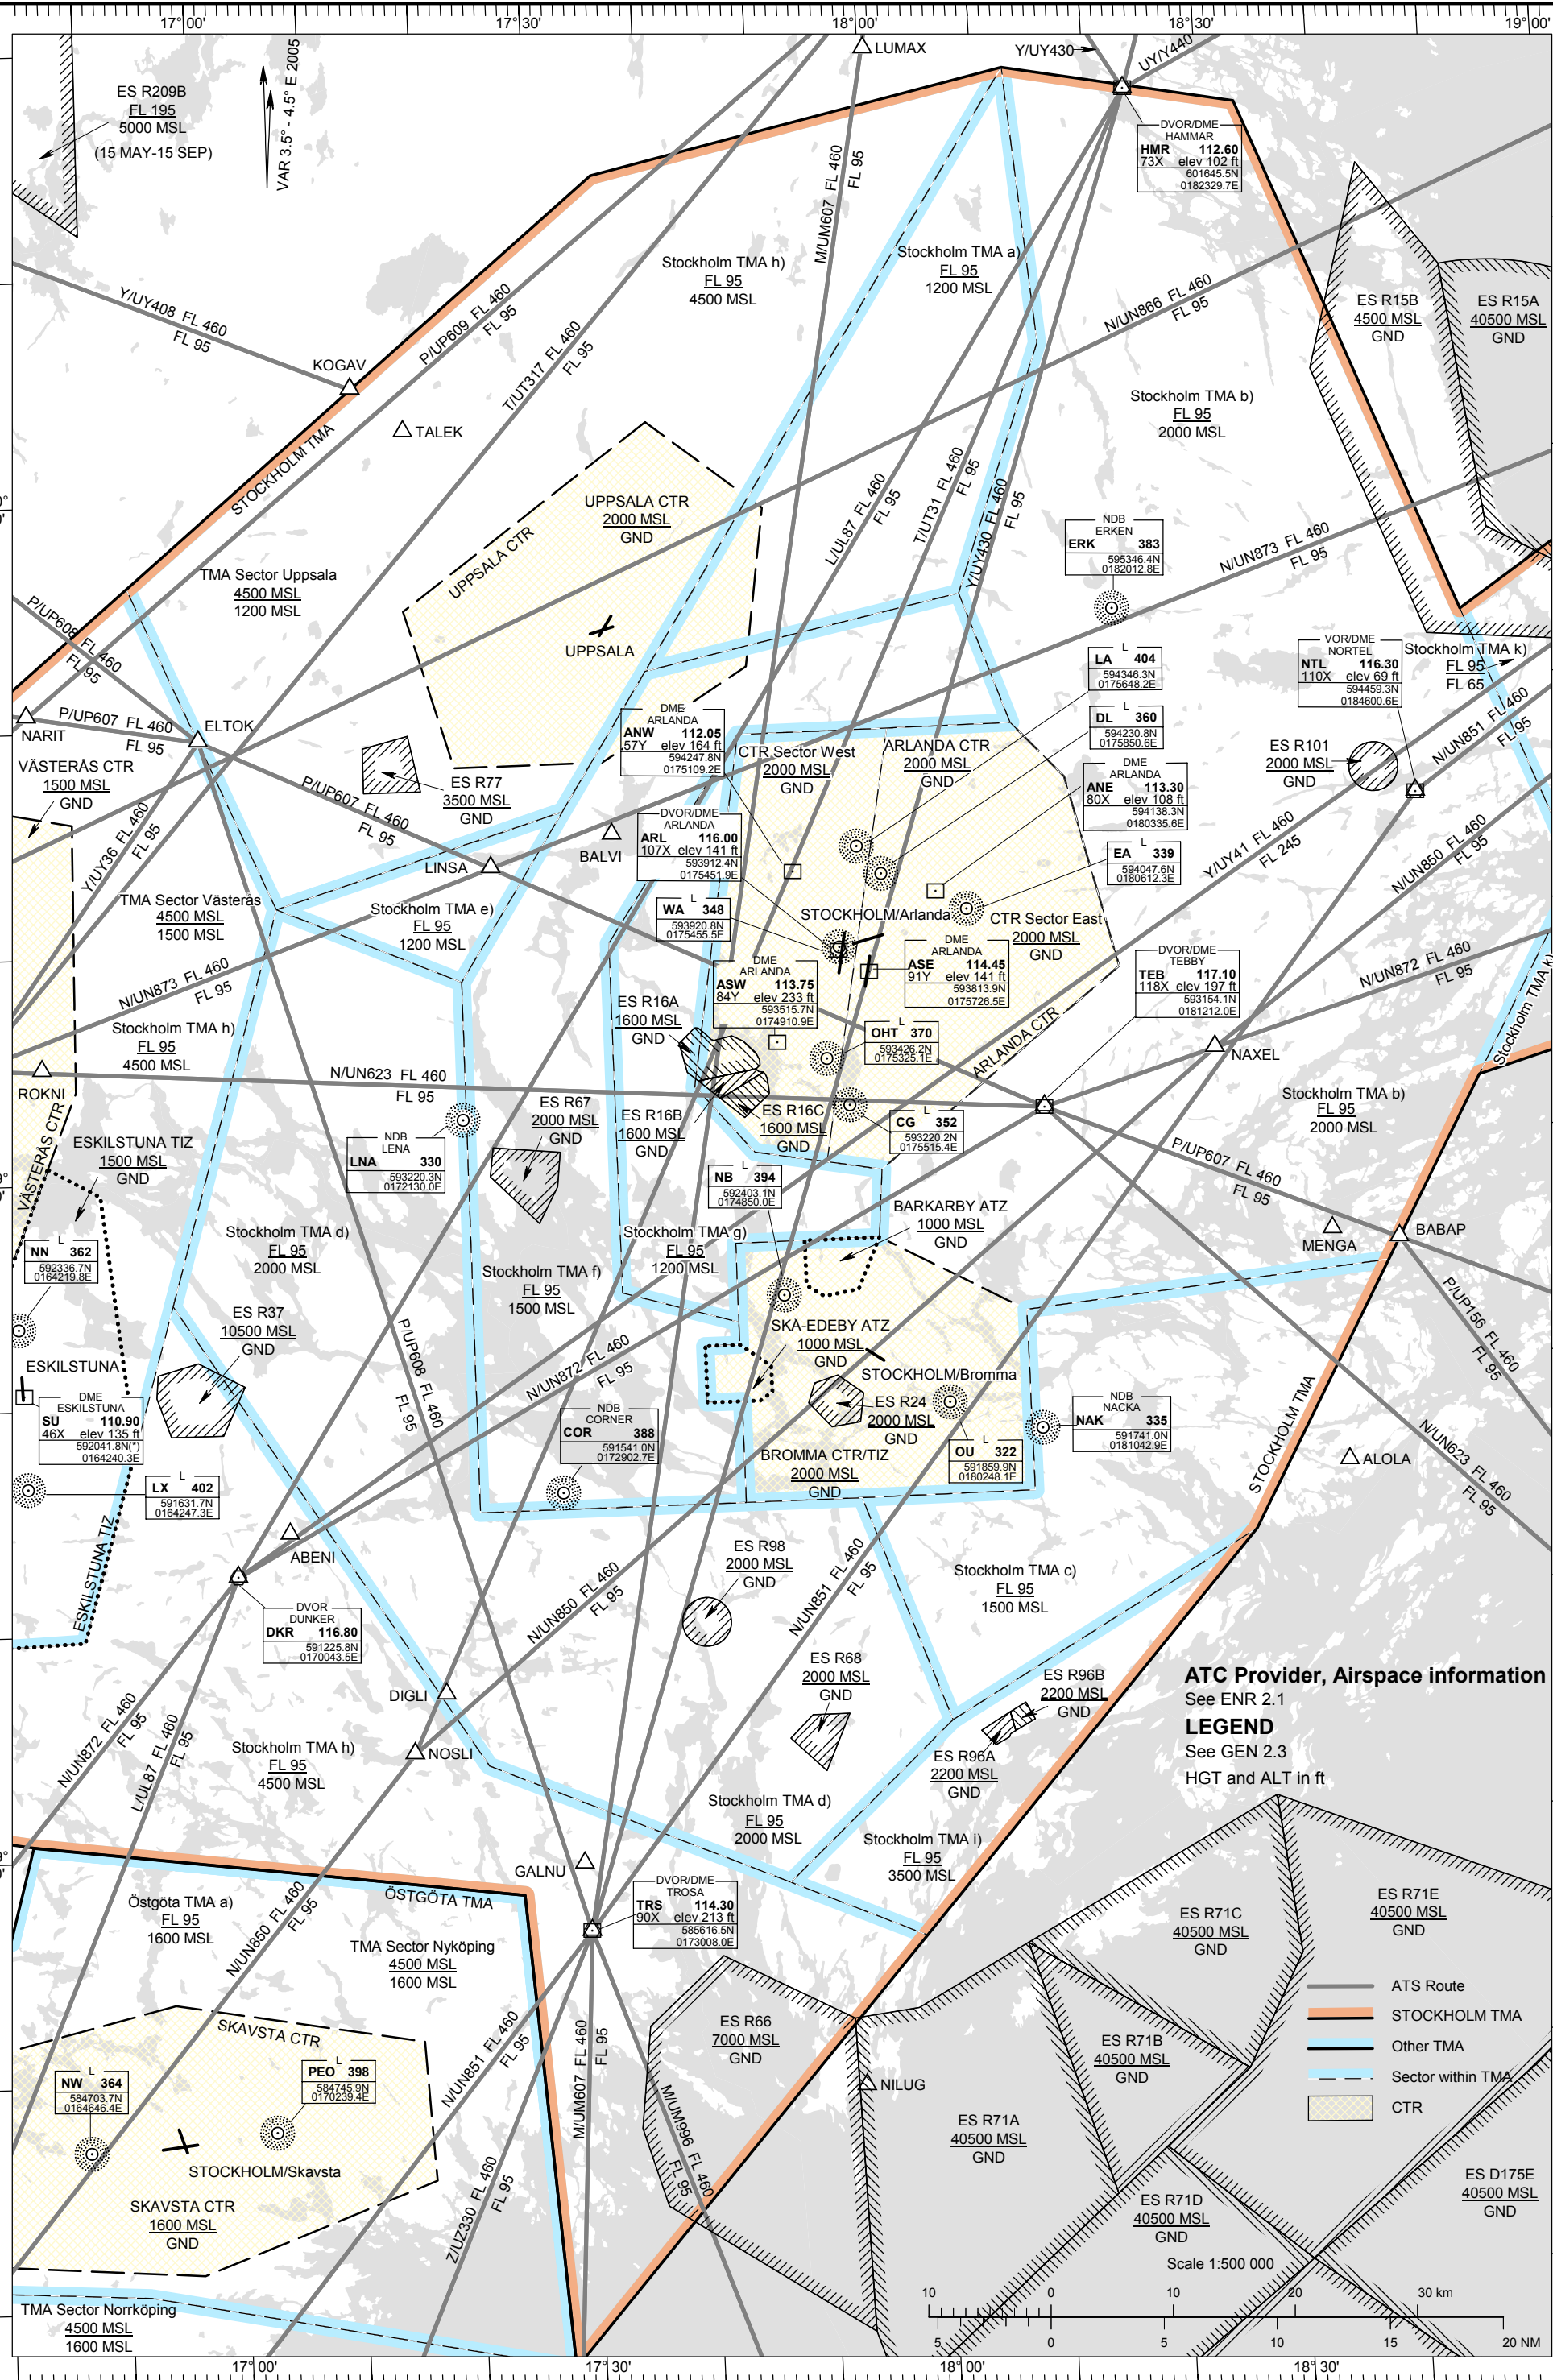 17°00'
17°30'
18°00'
18°30'
19°00'
LUMAX
Y/UY430
UY/Y440
ES R209B
FL 195
5000 MSL
(15 MAY-15 SEP)
VAR 3.5° - 4.5° E 2005
DVOR/DME
HAMMAR
HMR 112.60
73X elev 102 ft
601645.5N
0182329.7E
M/UM607 FL 460
FL 95
Stockholm TMA h)
FL 95
4500 MSL
Stockholm TMA a)
FL 95
1200 MSL
N/UN866 FL 460
FL 95
ES R15B
4500 MSL
GND
ES R15A
40500 MSL
GND
Y/UY408 FL 460
FL 95
P/UP609 FL 460
FL 95
T/UT317 FL 460
FL 95
KOGAV
TALEK
STOCKHOLM TMA
Stockholm TMA b)
FL 95
2000 MSL
UPPSALA CTR
2000 MSL
GND
UPPSALA CTR
UPPSALA
L/UL87 FL 460
FL 95
T/UT31 FL 460
FL 95
Y/UY430 FL 460
FL 95
NDB
ERKEN
ERK 383
595346.4N
0182012.8E
N/UN873 FL 460
FL 95
TMA Sector Uppsala
4500 MSL
1200 MSL
P/UP608 FL 460
FL 95
L
LA 404
594346.3N
0175648.2E
VOR/DME
NORTEL
NTL 116.30
110X elev 69 ft
594459.3N
0184600.6E
Stockholm TMA k)
FL 95
FL 65
NARIT
P/UP607 FL 460
FL 95
ELTOK
DME
ARLANDA
ANW 112.05
57Y elev 164 ft
594247.8N
0175109.2E
L
DL 360
594230.8N
0175850.6E
CTR Sector West
2000 MSL
GND
ARLANDA CTR
2000 MSL
GND
N/UN851 FL 460
FL 95
VÄSTERÅS CTR
1500 MSL
GND
ES R77
3500 MSL
GND
ES R101
2000 MSL
GND
DME
ARLANDA
ANE 113.30
80X elev 108 ft
594138.3N
0180335.6E
P/UP607 FL 460
FL 95
Y/UY36 FL 460
FL 95
DVOR/DME
ARLANDA
ARL 116.00
107X elev 141 ft
593912.4N
0175451.9E
BALVI
LINSA
L
EA 339
594047.6N
0180612.3E
Y/UY41 FL 460
FL 245
N/UN850 FL 460
FL 95
TMA Sector Västerås
4500 MSL
1500 MSL
Stockholm TMA e)
FL 95
1200 MSL
L
WA 348
593920.8N
0175455.5E
STOCKHOLM/Arlanda
CTR Sector East
2000 MSL
GND
DME
ARLANDA
ASE 114.45
91Y elev 141 ft
593813.9N
0175726.5E
DVOR/DME
TEBBY
TEB 117.10
118X elev 197 ft
593154.1N
0181212.0E
N/UN872 FL 460
FL 95
DME
ARLANDA
ASW 113.75
84Y elev 233 ft
593515.7N
0174910.9E
N/UN873 FL 460
FL 95
ES R16A
1600 MSL
GND
L
OHT 370
593426.2N
0175325.1E
ARLANDA CTR
NAXEL
Stockholm TMA k)
Stockholm TMA h)
FL 95
4500 MSL
ROKNI
N/UN623 FL 460
FL 95
ES R67
2000 MSL
GND
ES R16B
1600 MSL
GND
ES R16C
1600 MSL
GND
L
CG 352
593220.2N
0175515.4E
Stockholm TMA b)
FL 95
2000 MSL
VÄSTERÅS CTR
ESKILSTUNA TIZ
1500 MSL
GND
NDB
LENA
LNA 330
593220.3N
0172130.0E
L
NB 394
592403.1N
0174850.0E
P/UP607 FL 460
FL 95
BARKARBY ATZ
1000 MSL
GND
MENGA
BABAP
L
NN 362
592336.7N
0164219.8E
Stockholm TMA d)
FL 95
2000 MSL
Stockholm TMA g)
FL 95
1200 MSL
Stockholm TMA f)
FL 95
1500 MSL
ES R37
10500 MSL
GND
P/UP156 FL 460
FL 95
P/UP608 FL 460
FL 95
SKÅ-EDEBY ATZ
1000 MSL
GND
N/UN872 FL 460
FL 95
ESKILSTUNA
DME
ESKILSTUNA
SU 110.90
46X elev 135 ft
592041.8N(*)
0164240.3E
STOCKHOLM/Bromma
ES R24
2000 MSL
GND
NDB
CORNER
COR 388
591541.0N
0172902.7E
NDB
NACKA
NAK 335
591741.0N
0181042.9E
STOCKHOLM TMA
N/UN623 FL 460
FL 95
BROMMA CTR/TIZ
2000 MSL
GND
L
OU 322
591859.9N
0180248.1E
ALOLA
L
LX 402
591631.7N
0164247.3E
ABENI
ESKILSTUNA TIZ
DVOR
DUNKER
DKR 116.80
591225.8N
0170043.5E
ES R98
2000 MSL
GND
N/UN850 FL 460
FL 95
N/UN851 FL 460
FL 95
Stockholm TMA c)
FL 95
1500 MSL
ES R68
2000 MSL
GND
ES R96B
2200 MSL
GND
ATC Provider, Airspace information
See ENR 2.1
LEGEND
See GEN 2.3
HGT and ALT in ft
DIGLI
NOSLI
N/UN872 FL 460
FL 95
L/UL87 FL 460
FL 95
Stockholm TMA h)
FL 95
4500 MSL
ES R96A
2200 MSL
GND
Stockholm TMA d)
FL 95
2000 MSL
Stockholm TMA i)
FL 95
3500 MSL
GALNU
DVOR/DME
TROSA
TRS 114.30
90X elev 213 ft
585616.5N
0173008.0E
Östgöta TMA a)
FL 95
1600 MSL
ÖSTGÖTA TMA
N/UN850 FL 460
FL 95
TMA Sector Nyköping
4500 MSL
1600 MSL
ES R71C
40500 MSL
GND
ES R71E
40500 MSL
GND
ATS Route
STOCKHOLM TMA
Other TMA
Sector within TMA
CTR
SKAVSTA CTR
ES R66
7000 MSL
GND
ES R71B
40500 MSL
GND
N/UN851 FL 460
FL 95
M/UM607 FL 460
FL 95
M/UM996 FL 460
FL 95
NILUG
L
NW 364
584703.7N
0164646.4E
L
PEO 398
584745.9N
0170239.4E
ES R71A
40500 MSL
GND
STOCKHOLM/Skavsta
SKAVSTA CTR
1600 MSL
GND
Z/UZ330 FL 460
FL 95
ES R71D
40500 MSL
GND
ES D175E
40500 MSL
GND
Scale 1:500 000
10 0 10 20 30 km
5 0 5 10 15 20 NM
TMA Sector Norrköping
4500 MSL
1600 MSL
17°00'
17°30'
18°00'
18°30'